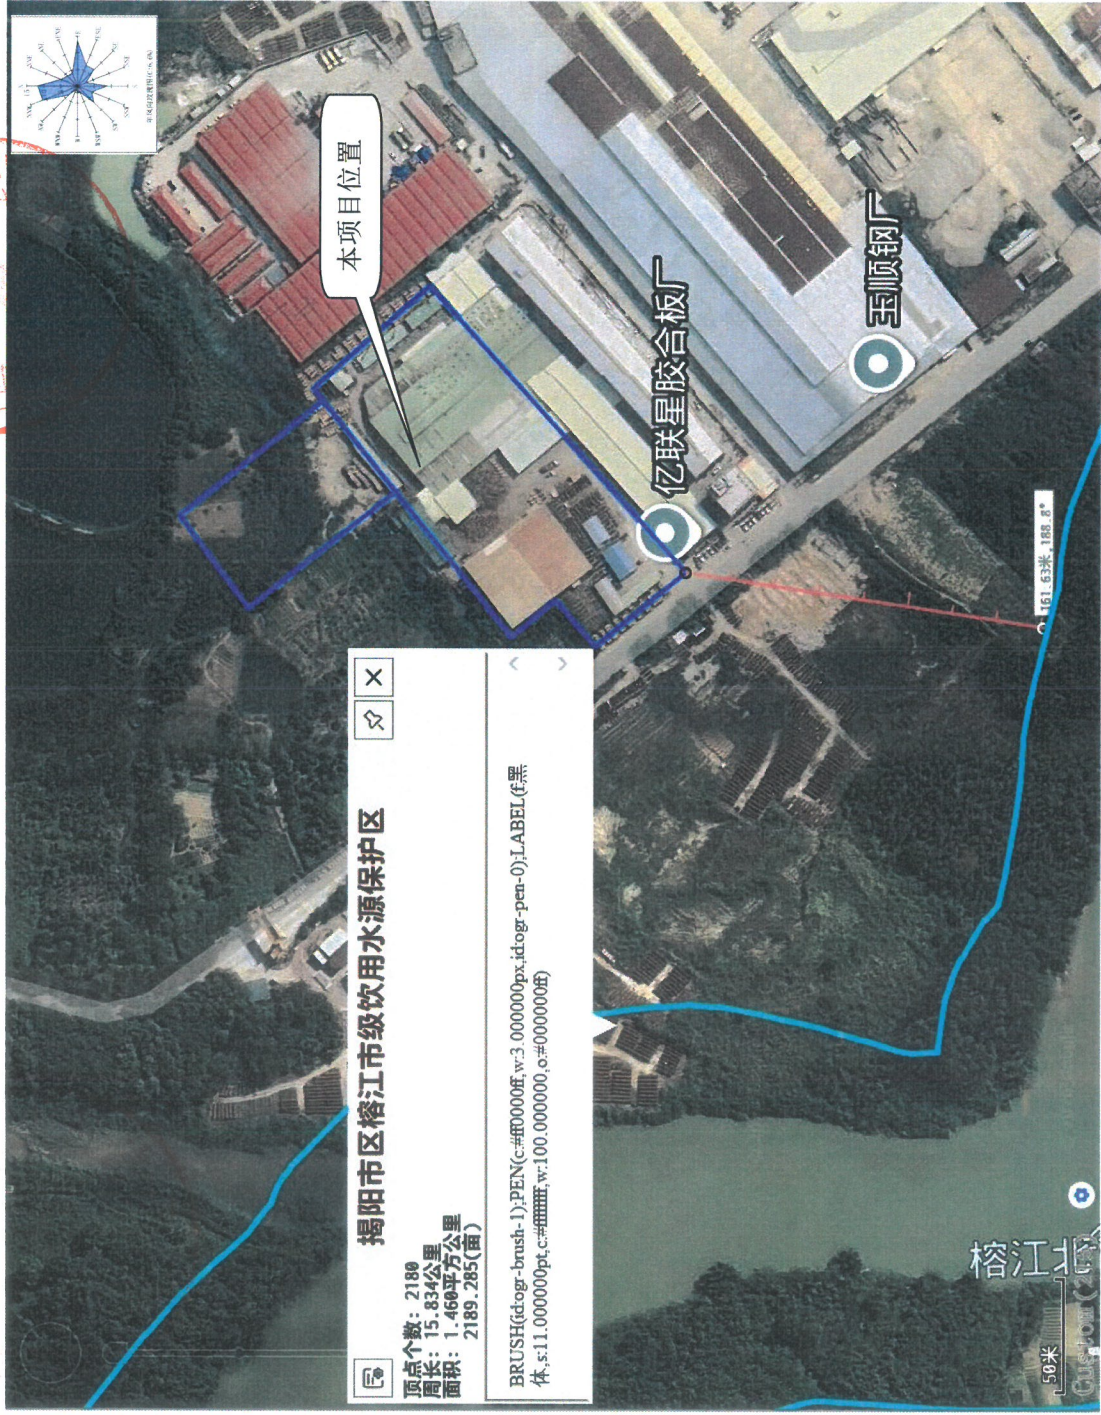 揭阳市区榕江市级饮用水源保护区
顶点个数: 2180
周长: 15.834公里
面积: 1.460平方公里
2189.285(亩)
BRUSH(id:ogr-brush-1);PEN(c:#ff0000ff,w:3.000000px,id:ogr-pen-0);LABEL(f:黑
体,s:11.000000pt,c:#ffffffff,w:100.000000,o:#0000000ff)
本项目位置
亿联星胶合板厂
玉顺钢厂
161.63米,188.8°
榕江北
50米